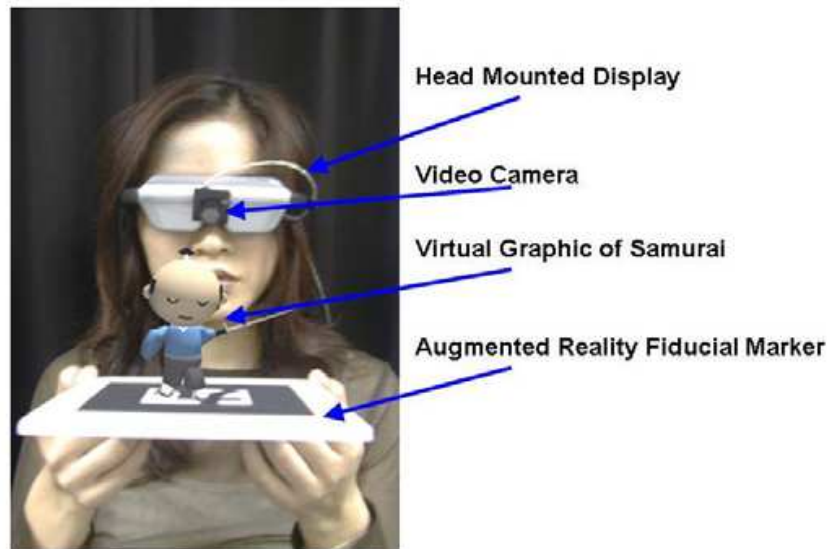 Head Mounted Display
Video Camera
Virtual Graphic of Samurai
Augmented Reality Fiducial Marker